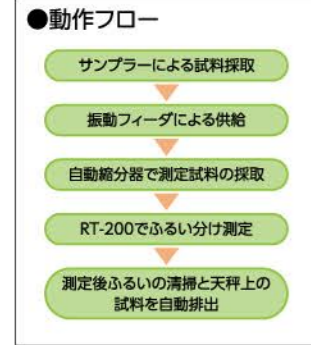 ●動作フロー
サンプラーによる試料採取
振動フィーダによる供給
自動縮分器で測定試料の採取
RT-200でふるい分け測定
測定後ふるいの清掃と天秤上の
試料を自動排出